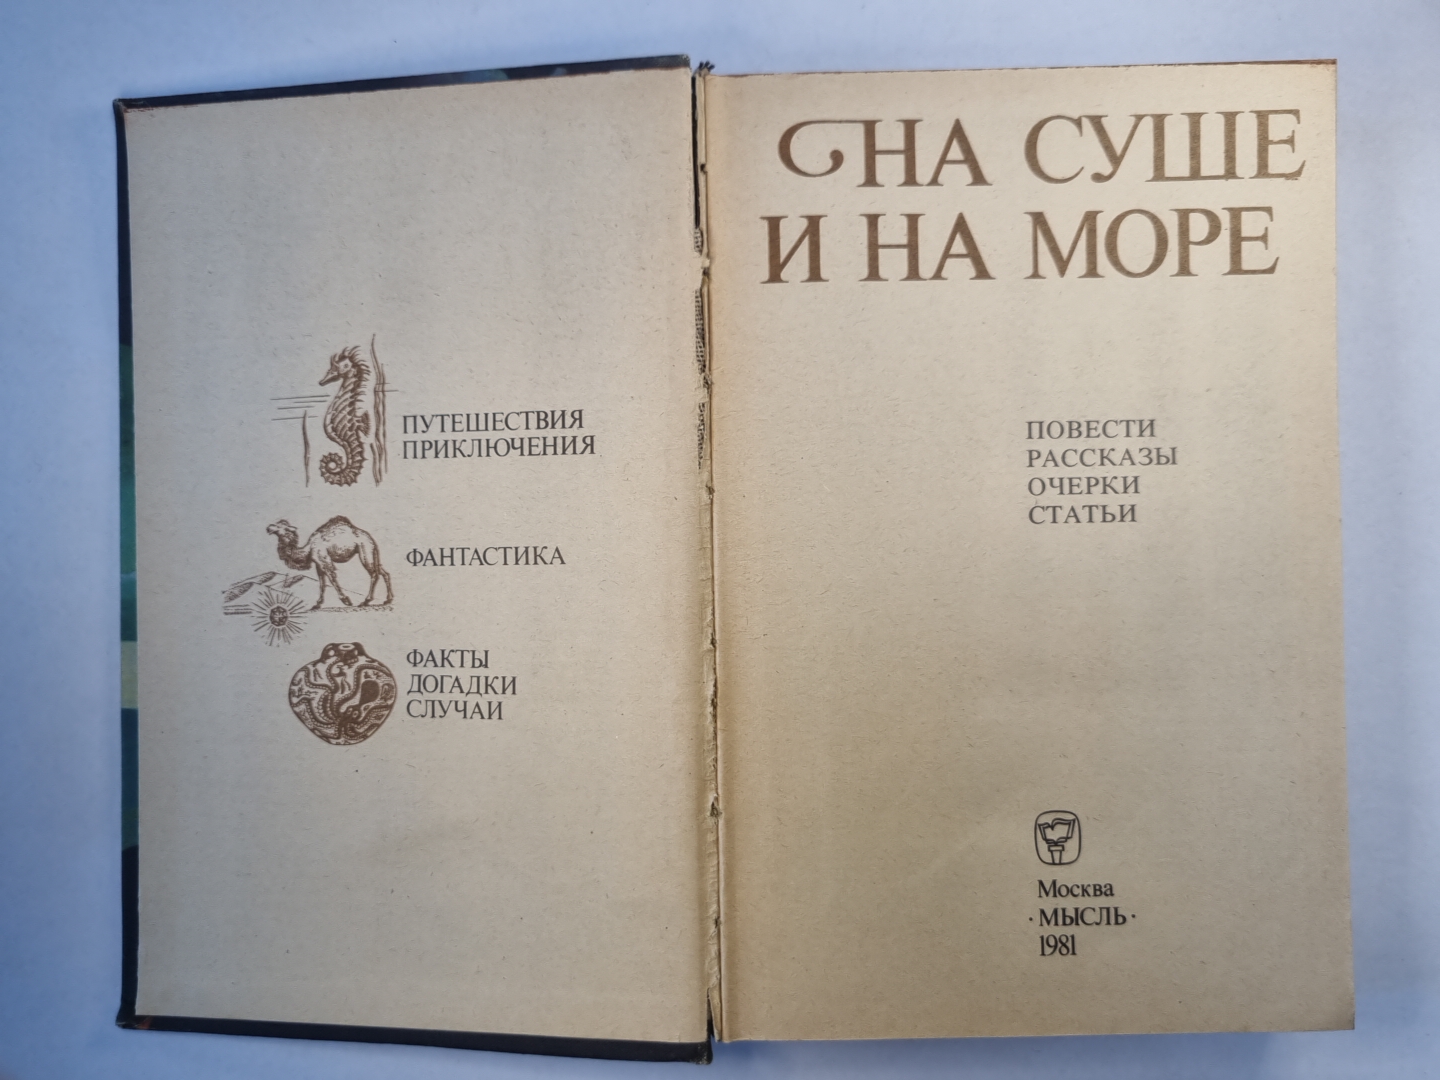 ПУТЕШЕСТВИЯ
ПРИКЛЮЧЕНИЯ
ФАНТАСТИКА
ФАКТЫ
ДОГАДКИ
СЛУЧАИ
НА СУШЕ
И НА МОРЕ
ПОВЕСТИ
РАССКАЗЫ
ОЧЕРКИ
СТАТЬИ
Москва
·МЫСЛЬ·
1981